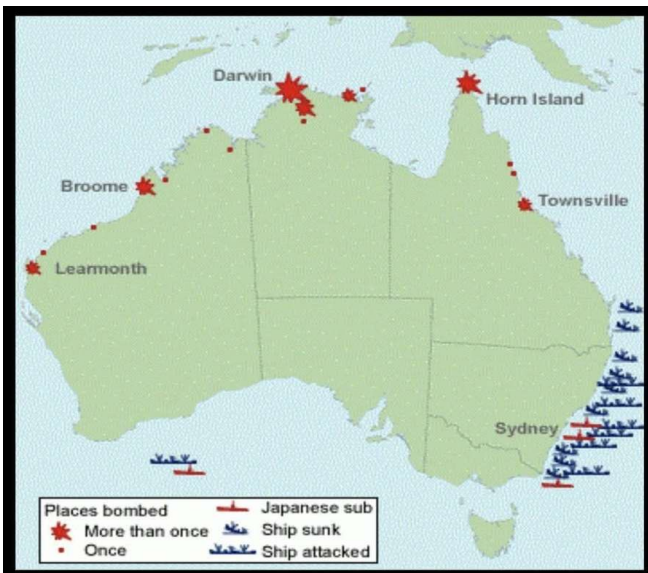 Darwin
Horn Island
Broome
Townsville
Learmonth
Sydney
Places bombed
More than once
Once
Japanese sub
Ship sunk
Ship attacked